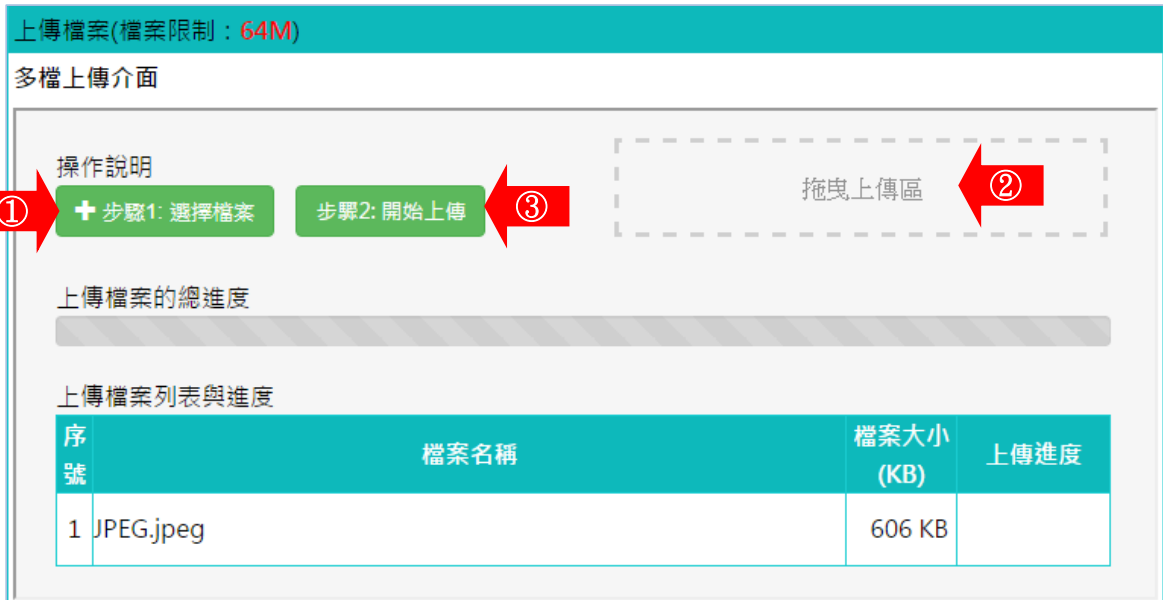 上傳檔案(檔案限制：64M)
多檔上傳介面
操作說明
① ✚ 步驟1: 選擇檔案 步驟2: 開始上傳 ③
拖曳上傳區 ②
上傳檔案的總進度
上傳檔案列表與進度
序號 檔案名稱 檔案大小(KB) 上傳進度
1 JPEG.jpeg 606 KB